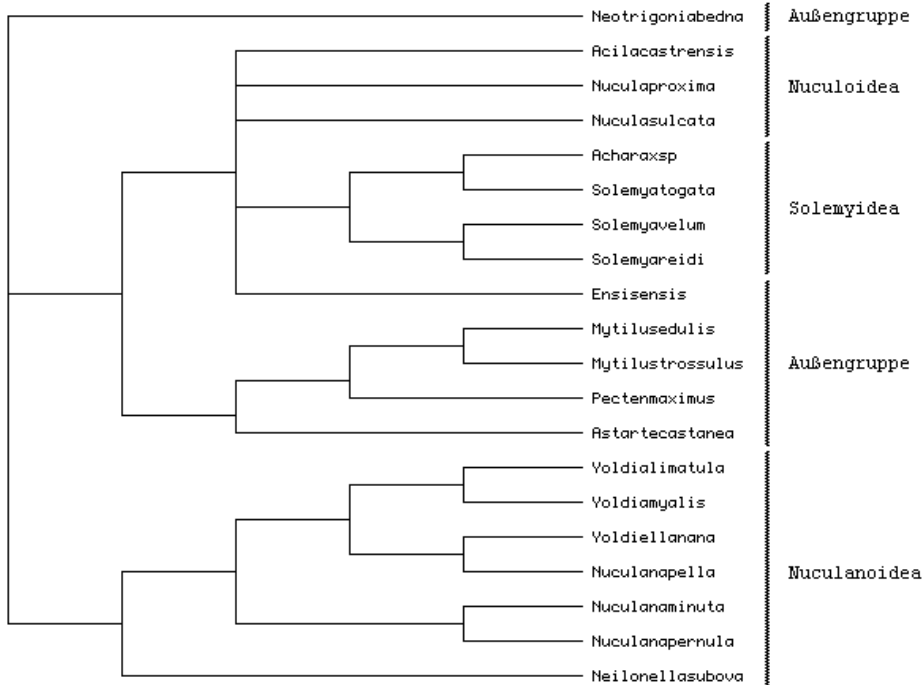 Neotrigoniabedna Außengruppe
Acilacastrensis
Nuculaproxima Nuculoidea
Nuculasulcata
Acharaxsp
Solemyatogata
Solemyidea
Solemyavelum
Solemyareidi
Ensisensis
Mytilusedulis
Mytilustrossulus Außengruppe
Pectenmaximus
Astartecastanea
Yoldialimatula
Yoldiamyalis
Yoldiellanana
Nuculanapella Nuculanoidea
Nuculanaminuta
Nuculanapernula
Neilonellasubova